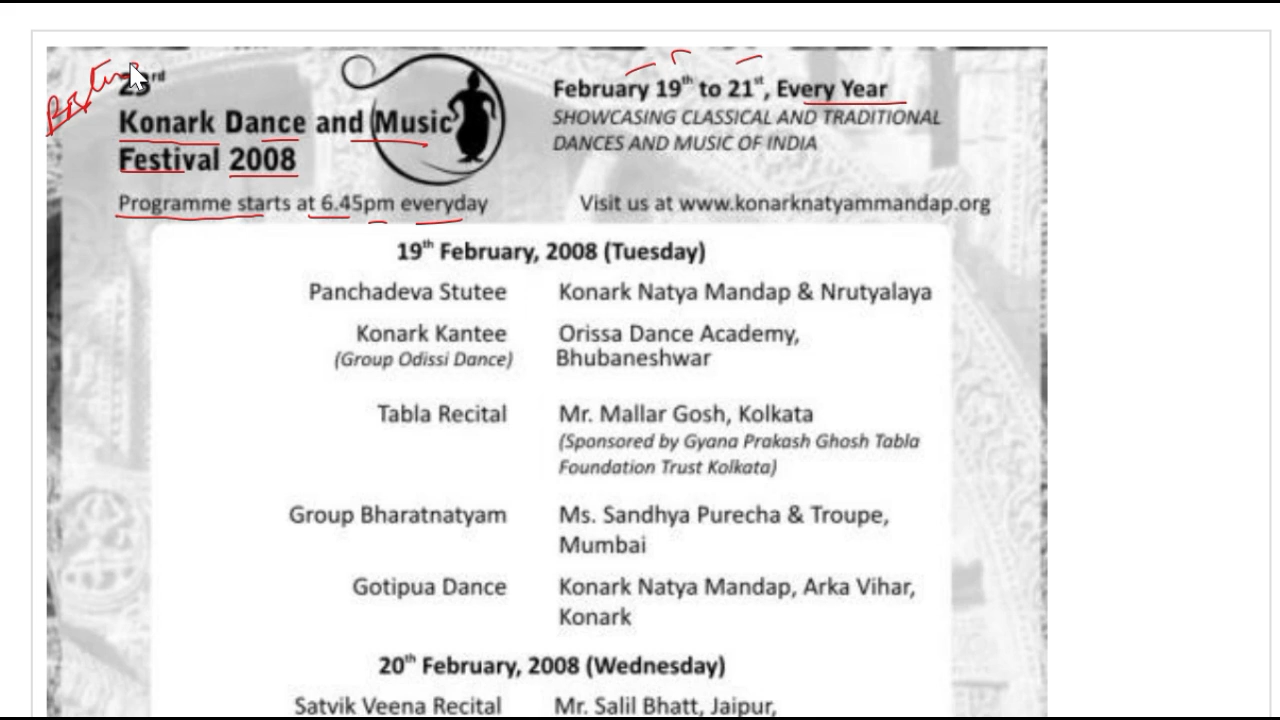 23rd
Konark Dance and Music
Festival 2008
Programme starts at 6.45pm everyday
February 19th to 21st, Every Year
SHOWCASING CLASSICAL AND TRADITIONAL
DANCES AND MUSIC OF INDIA
Visit us at www.konarknatyammandap.org
19th February, 2008 (Tuesday)
Panchadeva Stutee Konark Natya Mandap & Nrutyalaya
Konark Kantee Orissa Dance Academy,
(Group Odissi Dance) Bhubaneshwar
Tabla Recital Mr. Mallar Gosh, Kolkata
(Sponsored by Gyana Prakash Ghosh Tabla
Foundation Trust Kolkata)
Group Bharatnatyam Ms. Sandhya Purecha & Troupe,
Mumbai
Gotipua Dance Konark Natya Mandap, Arka Vihar,
Konark
20th February, 2008 (Wednesday)
Satvik Veena Recital Mr. Salil Bhatt, Jaipur,